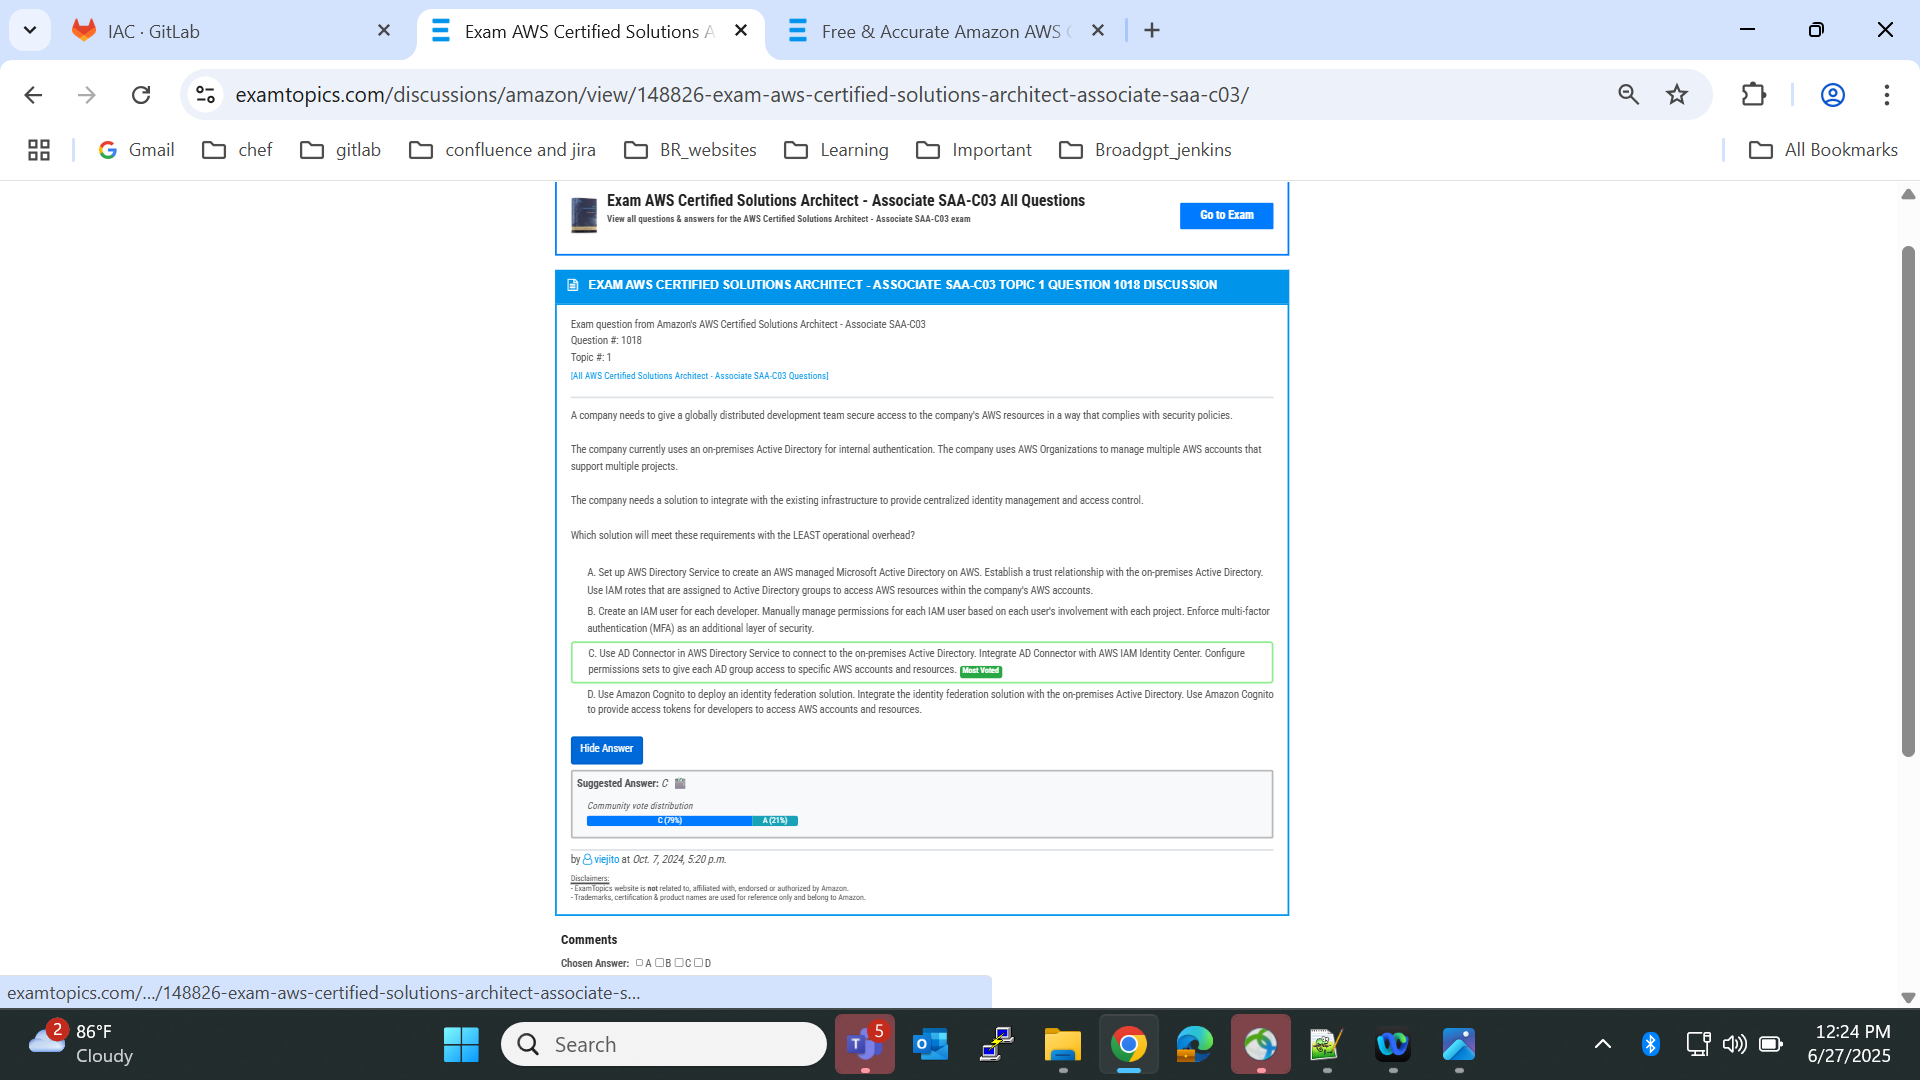 IAC · GitLab
Exam AWS Certified Solutions A
Free & Accurate Amazon AWS
examtopics.com/discussions/amazon/view/148826-exam-aws-certified-solutions-architect-associate-saa-c03/
Gmail
chef
gitlab
confluence and jira
BR_websites
Learning
Important
Broadgpt_jenkins
All Bookmarks
Exam AWS Certified Solutions Architect - Associate SAA-C03 All Questions
View all questions & answers for the AWS Certified Solutions Architect - Associate SAA-C03 exam
Go to Exam
EXAM AWS CERTIFIED SOLUTIONS ARCHITECT - ASSOCIATE SAA-C03 TOPIC 1 QUESTION 1018 DISCUSSION
Exam question from Amazon's AWS Certified Solutions Architect - Associate SAA-C03
Question #: 1018
Topic #: 1
[All AWS Certified Solutions Architect - Associate SAA-C03 Questions]
A company needs to give a globally distributed development team secure access to the company's AWS resources in a way that complies with security policies.
The company currently uses an on-premises Active Directory for internal authentication. The company uses AWS Organizations to manage multiple AWS accounts that
support multiple projects.
The company needs a solution to integrate with the existing infrastructure to provide centralized identity management and access control.
Which solution will meet these requirements with the LEAST operational overhead?
A. Set up AWS Directory Service to create an AWS managed Microsoft Active Directory on AWS. Establish a trust relationship with the on-premises Active Directory.
Use IAM rotes that are assigned to Active Directory groups to access AWS resources within the company's AWS accounts.
B. Create an IAM user for each developer. Manually manage permissions for each IAM user based on each user's involvement with each project. Enforce multi-factor
authentication (MFA) as an additional layer of security.
C. Use AD Connector in AWS Directory Service to connect to the on-premises Active Directory. Integrate AD Connector with AWS IAM Identity Center. Configure
permissions sets to give each AD group access to specific AWS accounts and resources. Most Voted
D. Use Amazon Cognito to deploy an identity federation solution. Integrate the identity federation solution with the on-premises Active Directory. Use Amazon Cognito
to provide access tokens for developers to access AWS accounts and resources.
Hide Answer
Suggested Answer: C
Community vote distribution
C (79%)
A (21%)
by viejito at Oct. 7, 2024, 5:20 p.m.
Disclaimers:
- ExamTopics website is not related to, affiliated with, endorsed or authorized by Amazon.
- Trademarks, certification & product names are used for reference only and belong to Amazon.
Comments
Chosen Answer: A B C D
examtopics.com/.../148826-exam-aws-certified-solutions-architect-associate-s...
2
86°F
Cloudy
Search
5
12:24 PM
6/27/2025